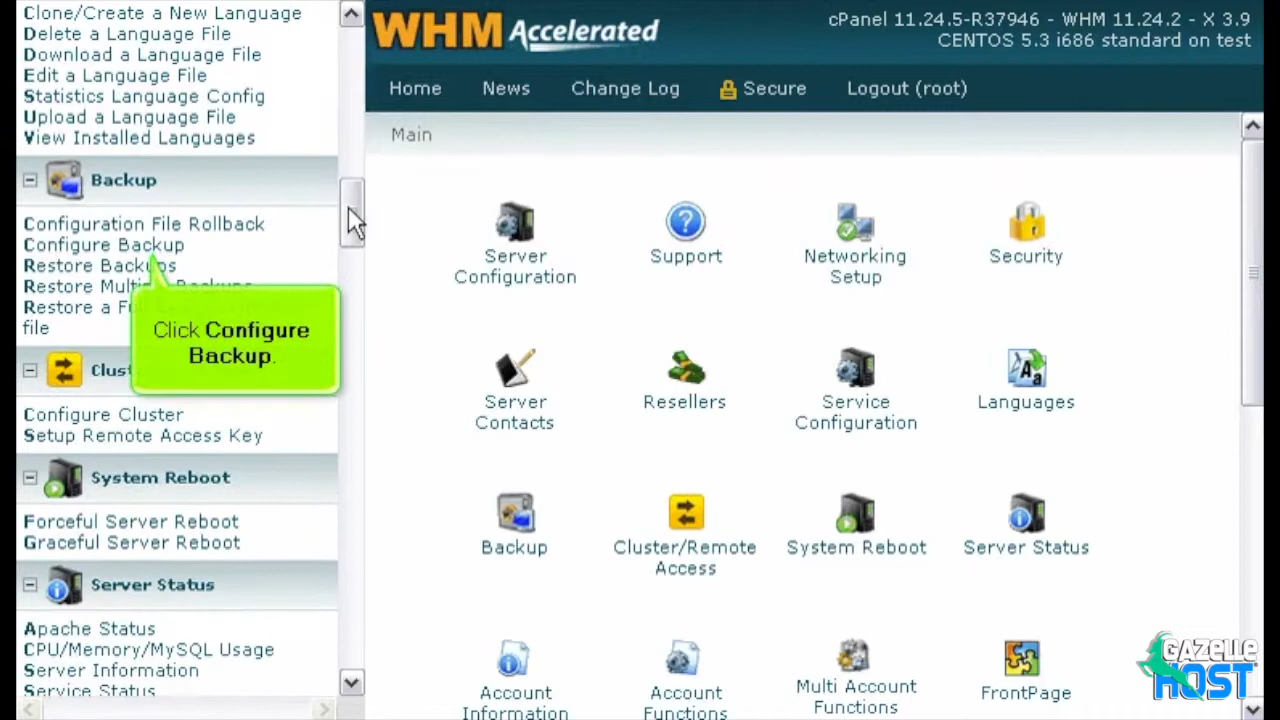 Clone/Create a New Language
Delete a Language File
Download a Language File
Edit a Language File
Statistics Language Config
Upload a Language File
View Installed Languages
Backup
Configuration File Rollback
Configure Backup
Restore Backups
Restore Multiple Backups
Restore a
file
Click Configure
Backup.
Configure Cluster
Setup Remote Access Key
System Reboot
Forceful Server Reboot
Graceful Server Reboot
Server Status
Apache Status
CPU/Memory/MySQL Usage
Server Information
Service Status
WHM Accelerated
cPanel 11.24.5-R37946 - WHM 11.24.2 - X 3.9
CENTOS 5.3 i686 standard on test
Home News Change Log Secure Logout (root)
Main
Server
Configuration
Support
Networking
Setup
Security
Server
Contacts
Resellers
Service
Configuration
Languages
Backup
Cluster/Remote
Access
System Reboot
Server Status
Account
Information
Account
Functions
Multi Account
Functions
FrontPage
GAZELLE
HOST